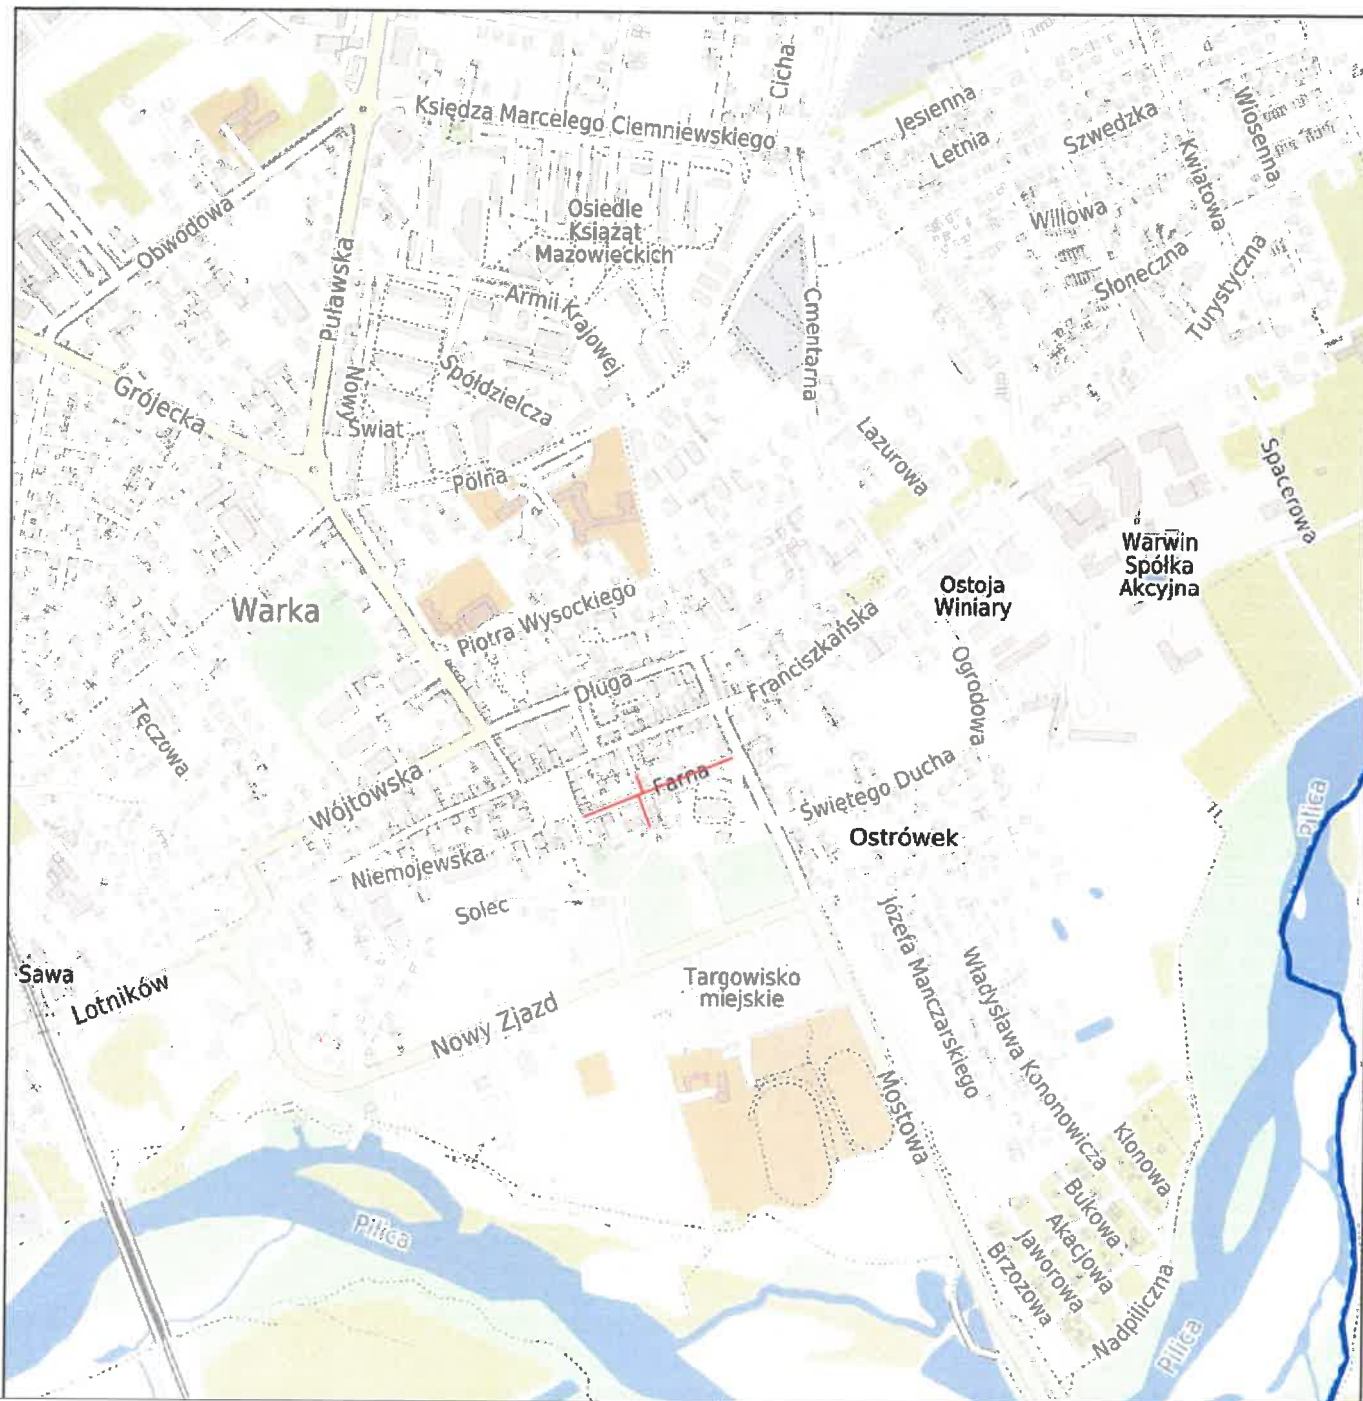 Cicha
Księdza Marcelego Ciemniewskiego
Jesienna
Letnia
Szwedzka
Wiosenna
Kwiatowa
Willowa
Słoneczna
Turystyczna
Obwodowa
Puławska
Osiedle
Książąt
Mazowieckich
Armii Krajowej
Cmentarna
Grójecka
Nowy
Świat
Spółdzielcza
Polna
Lazurowa
Spacerowa
Warwin
Spółka
Akcyjna
Ostoja
Winiary
Warka
Piotra Wysockiego
Franciszkańska
Ogrodowa
Długa
Tęczowa
Wójtowska
Farna
Świętego Ducha
Ostrówek
Pilica
Niemojewska
Solec
Józefa Manczarskiego
Władysława Kononowicza
Sawa
Lotników
Targowisko
miejskie
Nowy Zjazd
Mostowa
Klonowa
Bukowa
Akacjowa
Jaworowa
Brzozowa
Nadpiliczna
Pilica
Pilica